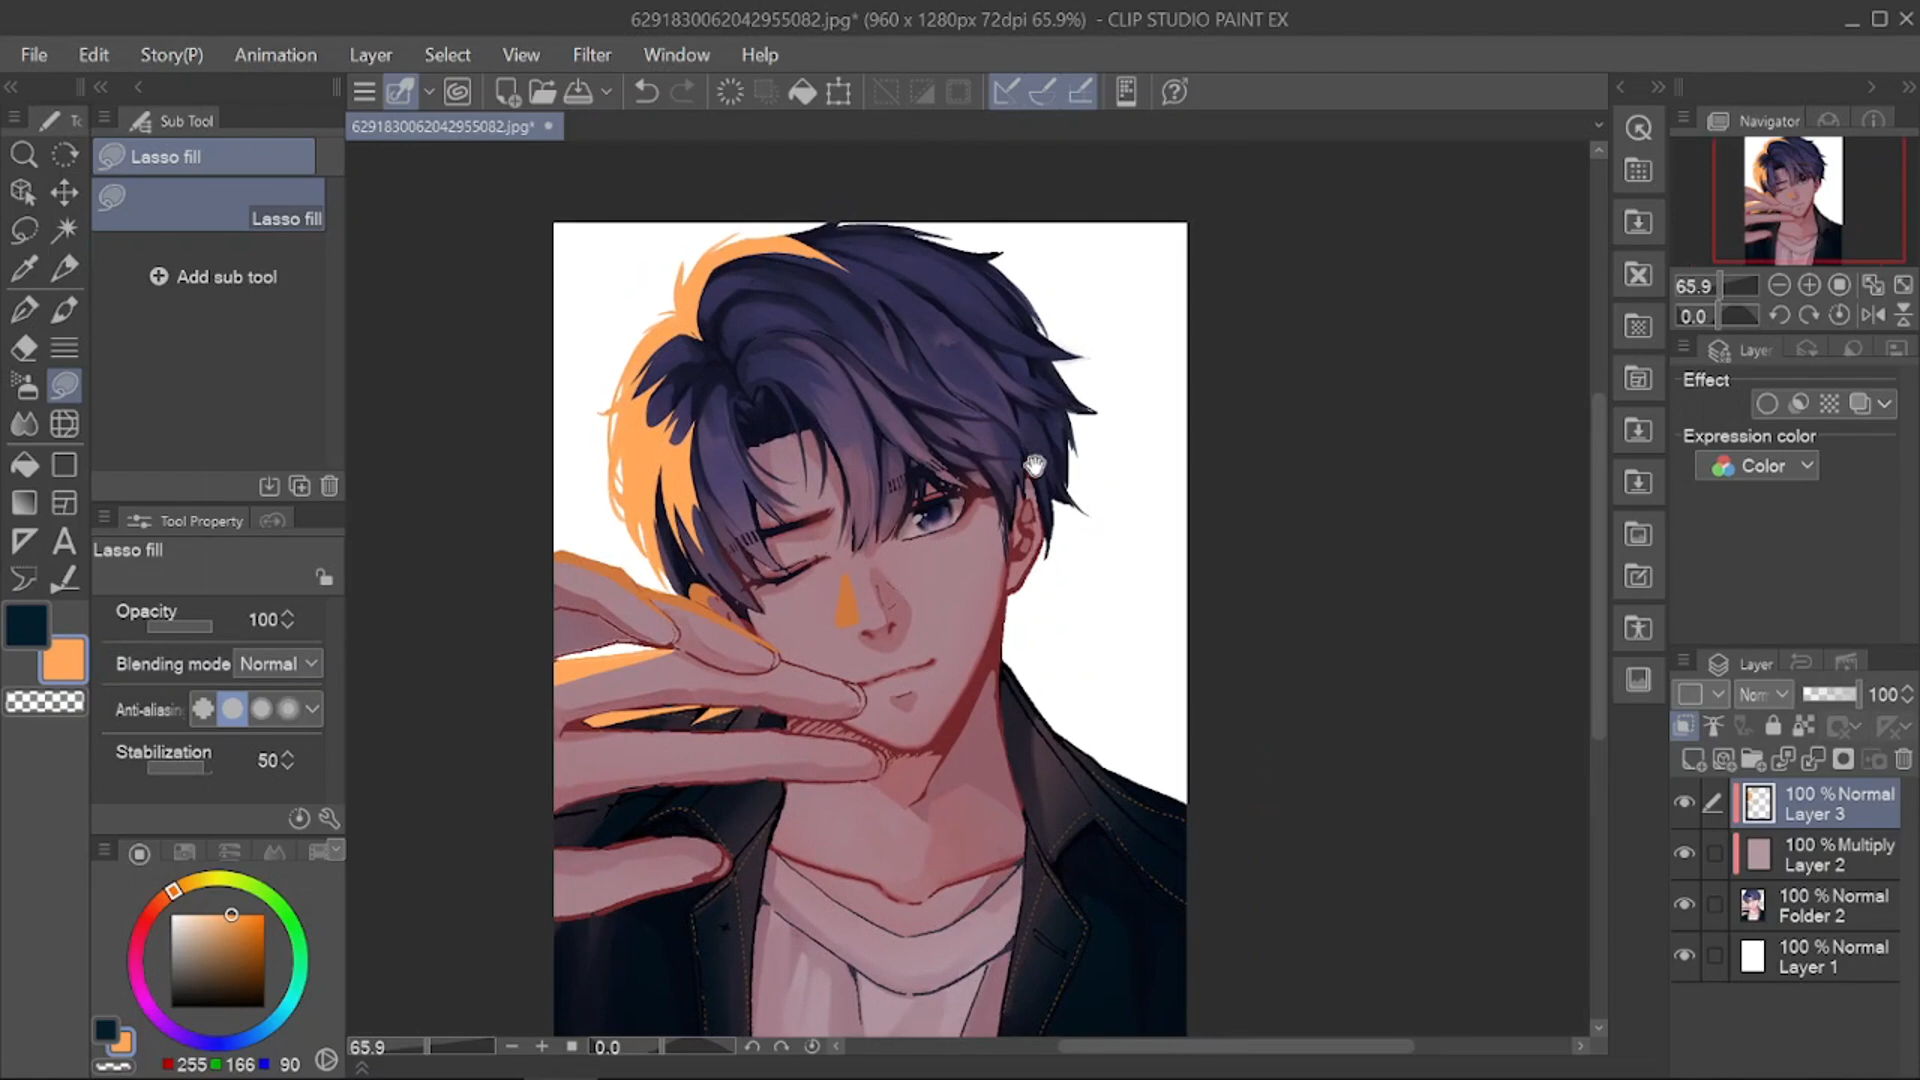 6291830062042955082.jpg* (960 x 1280px 72dpi 65.9%) - CLIP STUDIO PAINT EX
File Edit Story(P) Animation Layer Select View Filter Window Help
Sub Tool
6291830062042955082.jpg*
Navigator
Lasso fill
Lasso fill
Add sub tool
65.9
0.0
Layer
Effect
Expression color
Color
Tool Property
Lasso fill
Opacity 100
Blending mode Normal
Anti-aliasing
Stabilization 50
Layer
Norm 100
100 % Normal
Layer 3
100 % Multiply
Layer 2
100 % Normal
Folder 2
100 % Normal
Layer 1
65.9 0.0
255 166 90